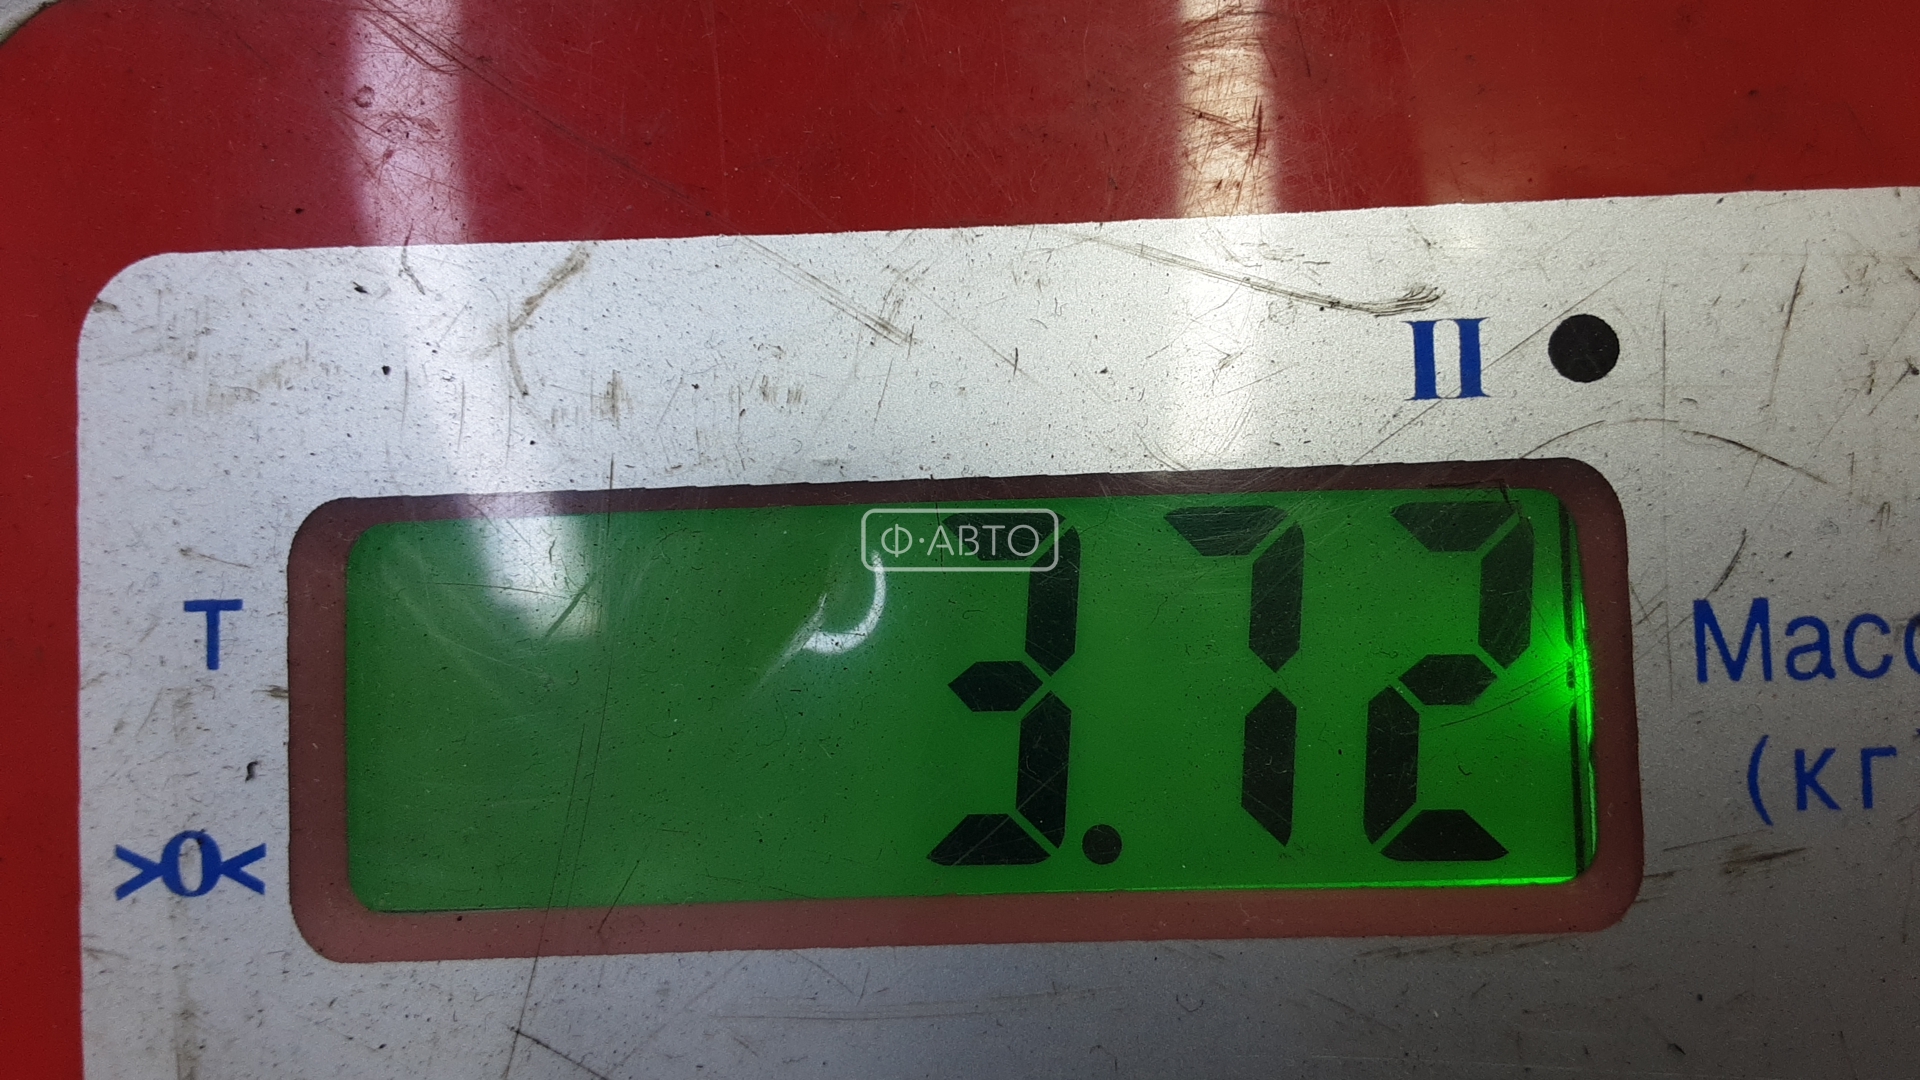 II
Ф·АВТО
3.72
Т
Масс
(кг)
>0<